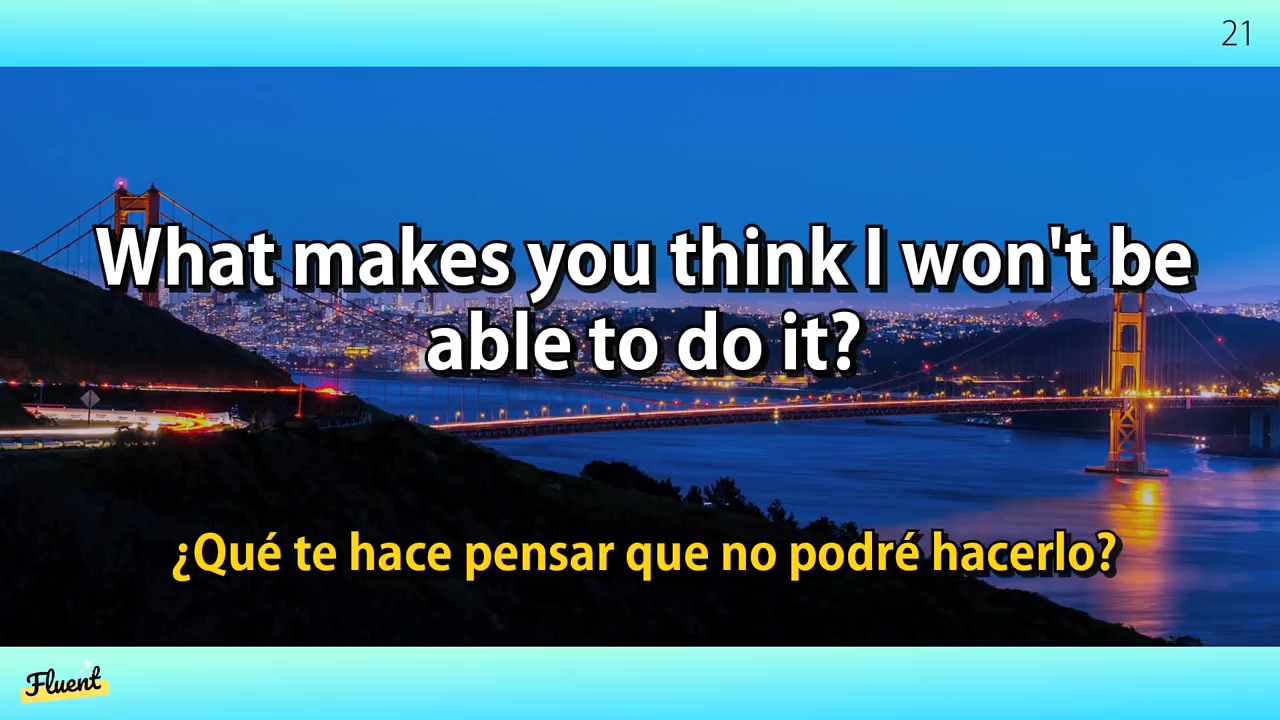 21
What makes you think I won't be
able to do it?
¿Qué te hace pensar que no podré hacerlo?
Fluent